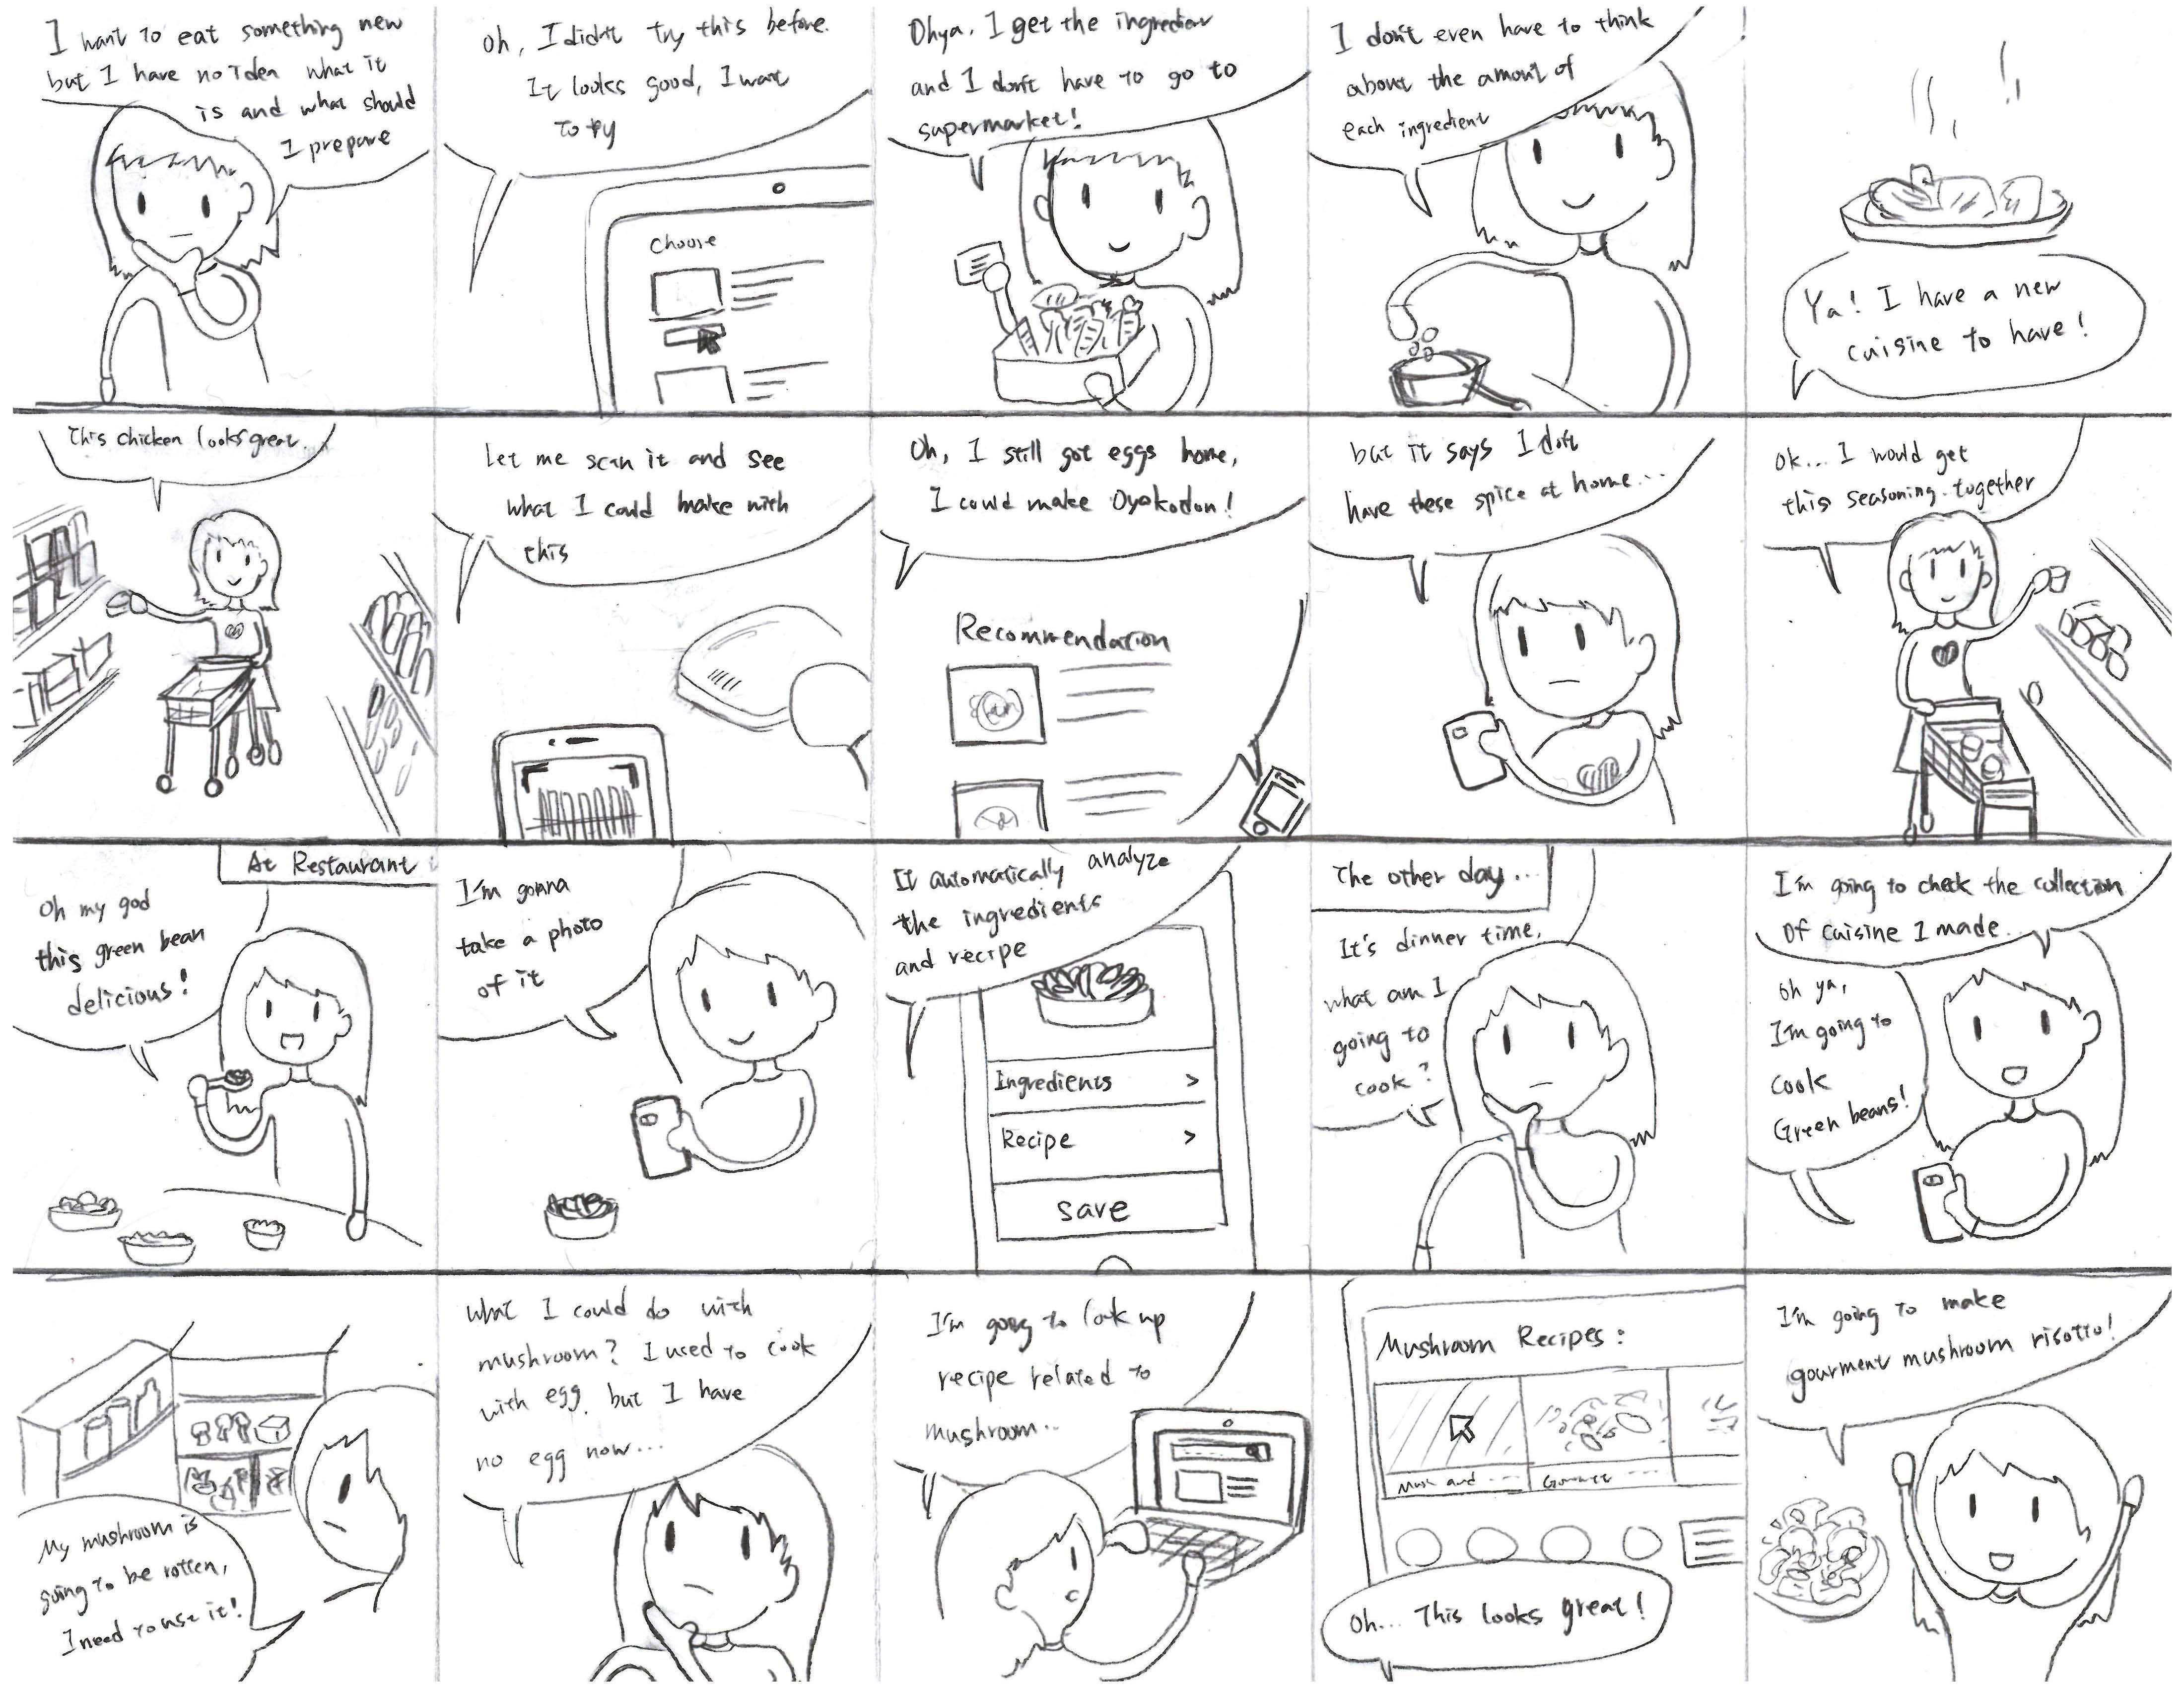 I want to eat something new
but I have no iden what it
is and what should
I prepare
Oh, I didn't try this before.
It looks good, I want
To try
Choose
Ohya, I get the ingredient
and I don't have to go to
supermarket!
I don't even have to think
about the amount of
each ingredient
Ya! I have a new
cuisine to have!
This chicken looks great.
Let me scan it and see
what I could make with
this
Oh, I still got eggs home,
I could make Oyakodon!
Recommendation
but it says I don't
have these spice at home...
Ok... I would get
this seasoning. together
At Restaurant
Oh my god
this green bean
delicious!
I'm gonna
take a photo
of it
It automatically analyze
the ingredients
and recipe
Ingredients >
Recipe >
Save
The other day...
It's dinner time,
what am I
going to
cook?
I'm going to check the collection
Of cuisine I made.
oh ya,
I'm going to
cook
Green beans!
My mushroom is
going to be rotten,
I need to use it!
What I could do with
mushroom? I used to cook
with egg, but I have
no egg now...
I'm going to look up
recipe related to
mushroom...
Mushroom Recipes:
Mush and ---
Oh... This looks great!
I'm going to make
gourment mushroom risotto!